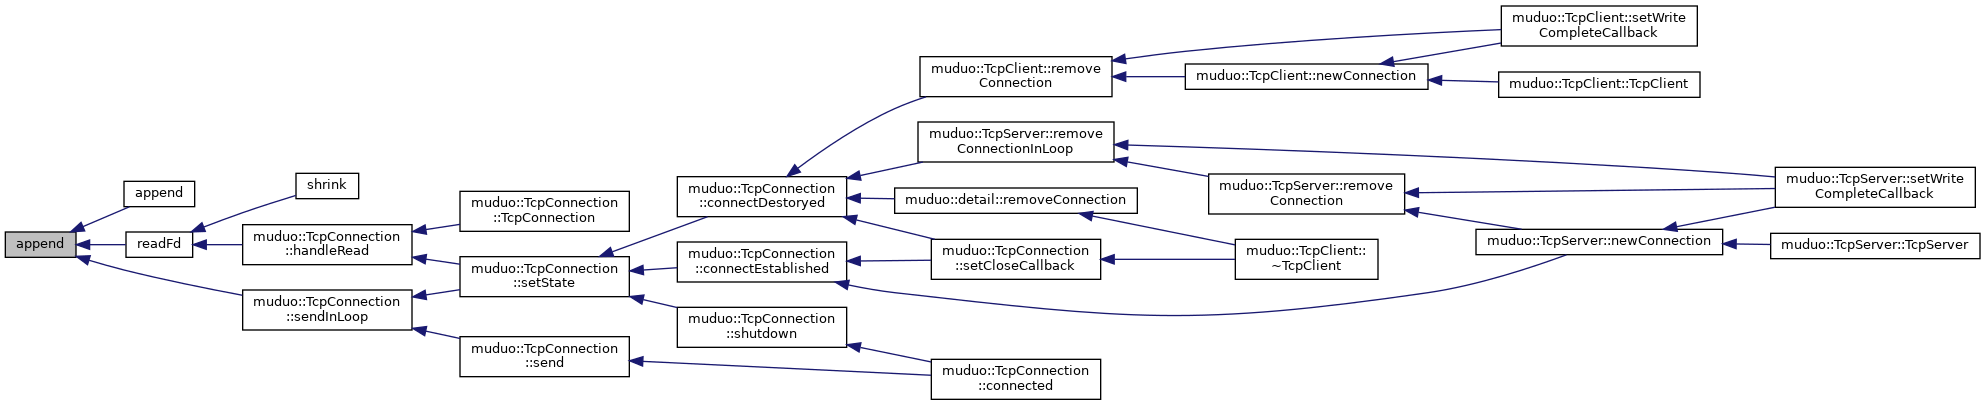 append
append
readFd
shrink
muduo::TcpConnection
::handleRead
muduo::TcpConnection
::sendInLoop
muduo::TcpConnection
::TcpConnection
muduo::TcpConnection
::setState
muduo::TcpConnection
::send
muduo::TcpConnection
::connectDestoryed
muduo::TcpConnection
::connectEstablished
muduo::TcpConnection
::shutdown
muduo::TcpClient::remove
Connection
muduo::TcpServer::remove
ConnectionInLoop
muduo::detail::removeConnection
muduo::TcpConnection
::setCloseCallback
muduo::TcpConnection
::connected
muduo::TcpClient::newConnection
muduo::TcpServer::remove
Connection
muduo::TcpClient::
~TcpClient
muduo::TcpClient::setWrite
CompleteCallback
muduo::TcpClient::TcpClient
muduo::TcpServer::newConnection
muduo::TcpServer::setWrite
CompleteCallback
muduo::TcpServer::TcpServer